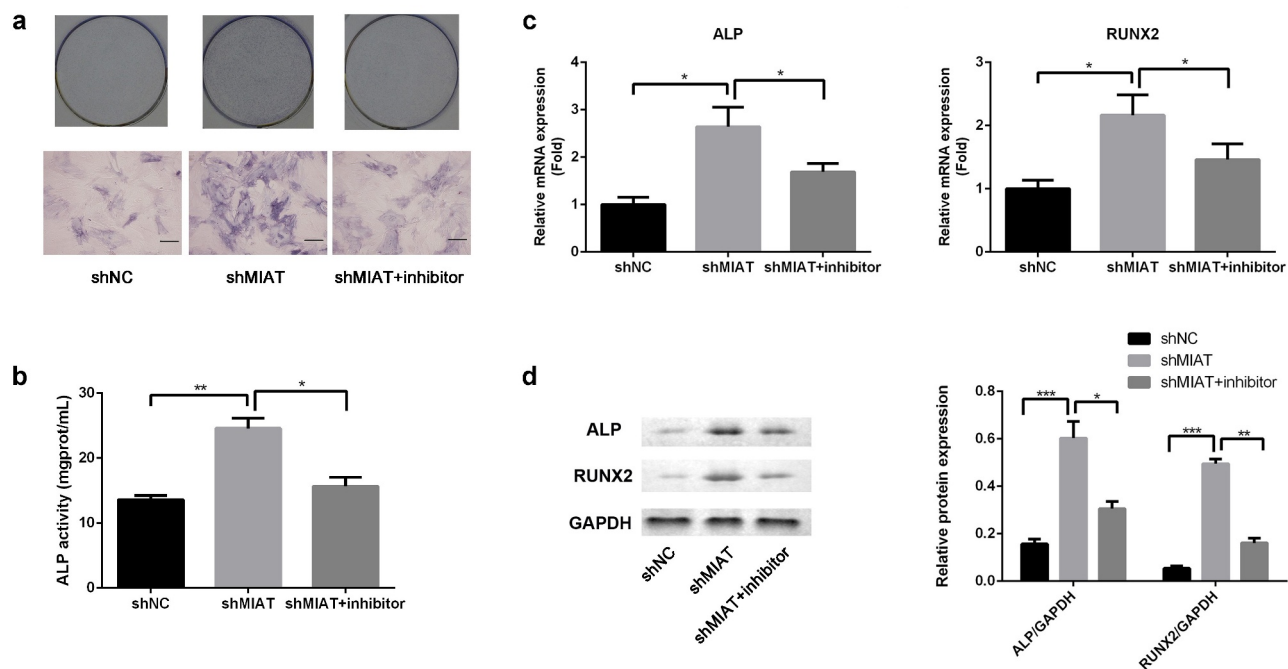 a
shNC
shMIAT
shMIAT+inhibitor
b
ALP activity (mgprot/mL)
30
20
10
0
**
*
shNC
shMIAT
shMIAT+inhibitor
c
ALP
Relative mRNA expression
(Fold)
4
3
2
1
0
*
*
shNC
shMIAT
shMIAT+inhibitor
RUNX2
Relative mRNA expression
(Fold)
3
2
1
0
*
*
shNC
shMIAT
shMIAT+inhibitor
d
ALP
RUNX2
GAPDH
shNC
shMIAT
shMIAT+inhibitor
shNC
shMIAT
shMIAT+inhibitor
Relative protein expression
0.8
0.6
0.4
0.2
0.0
***
*
***
**
ALP/GAPDH
RUNX2/GAPDH